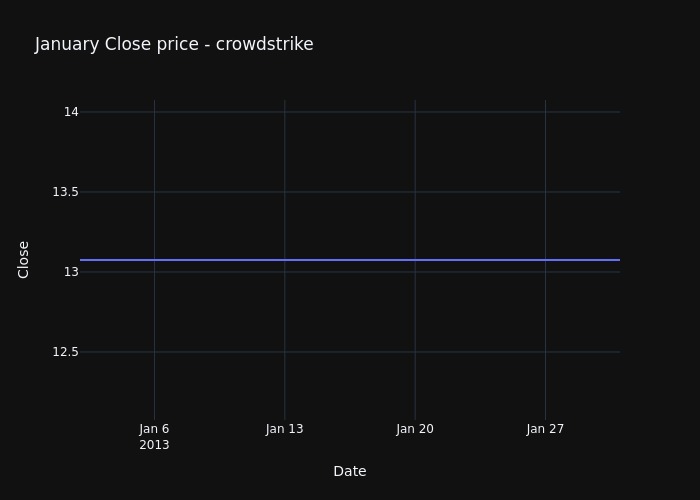 January Close price - crowdstrike
14
13.5
13
12.5
Close
Jan 6
2013
Jan 13
Jan 20
Jan 27
Date